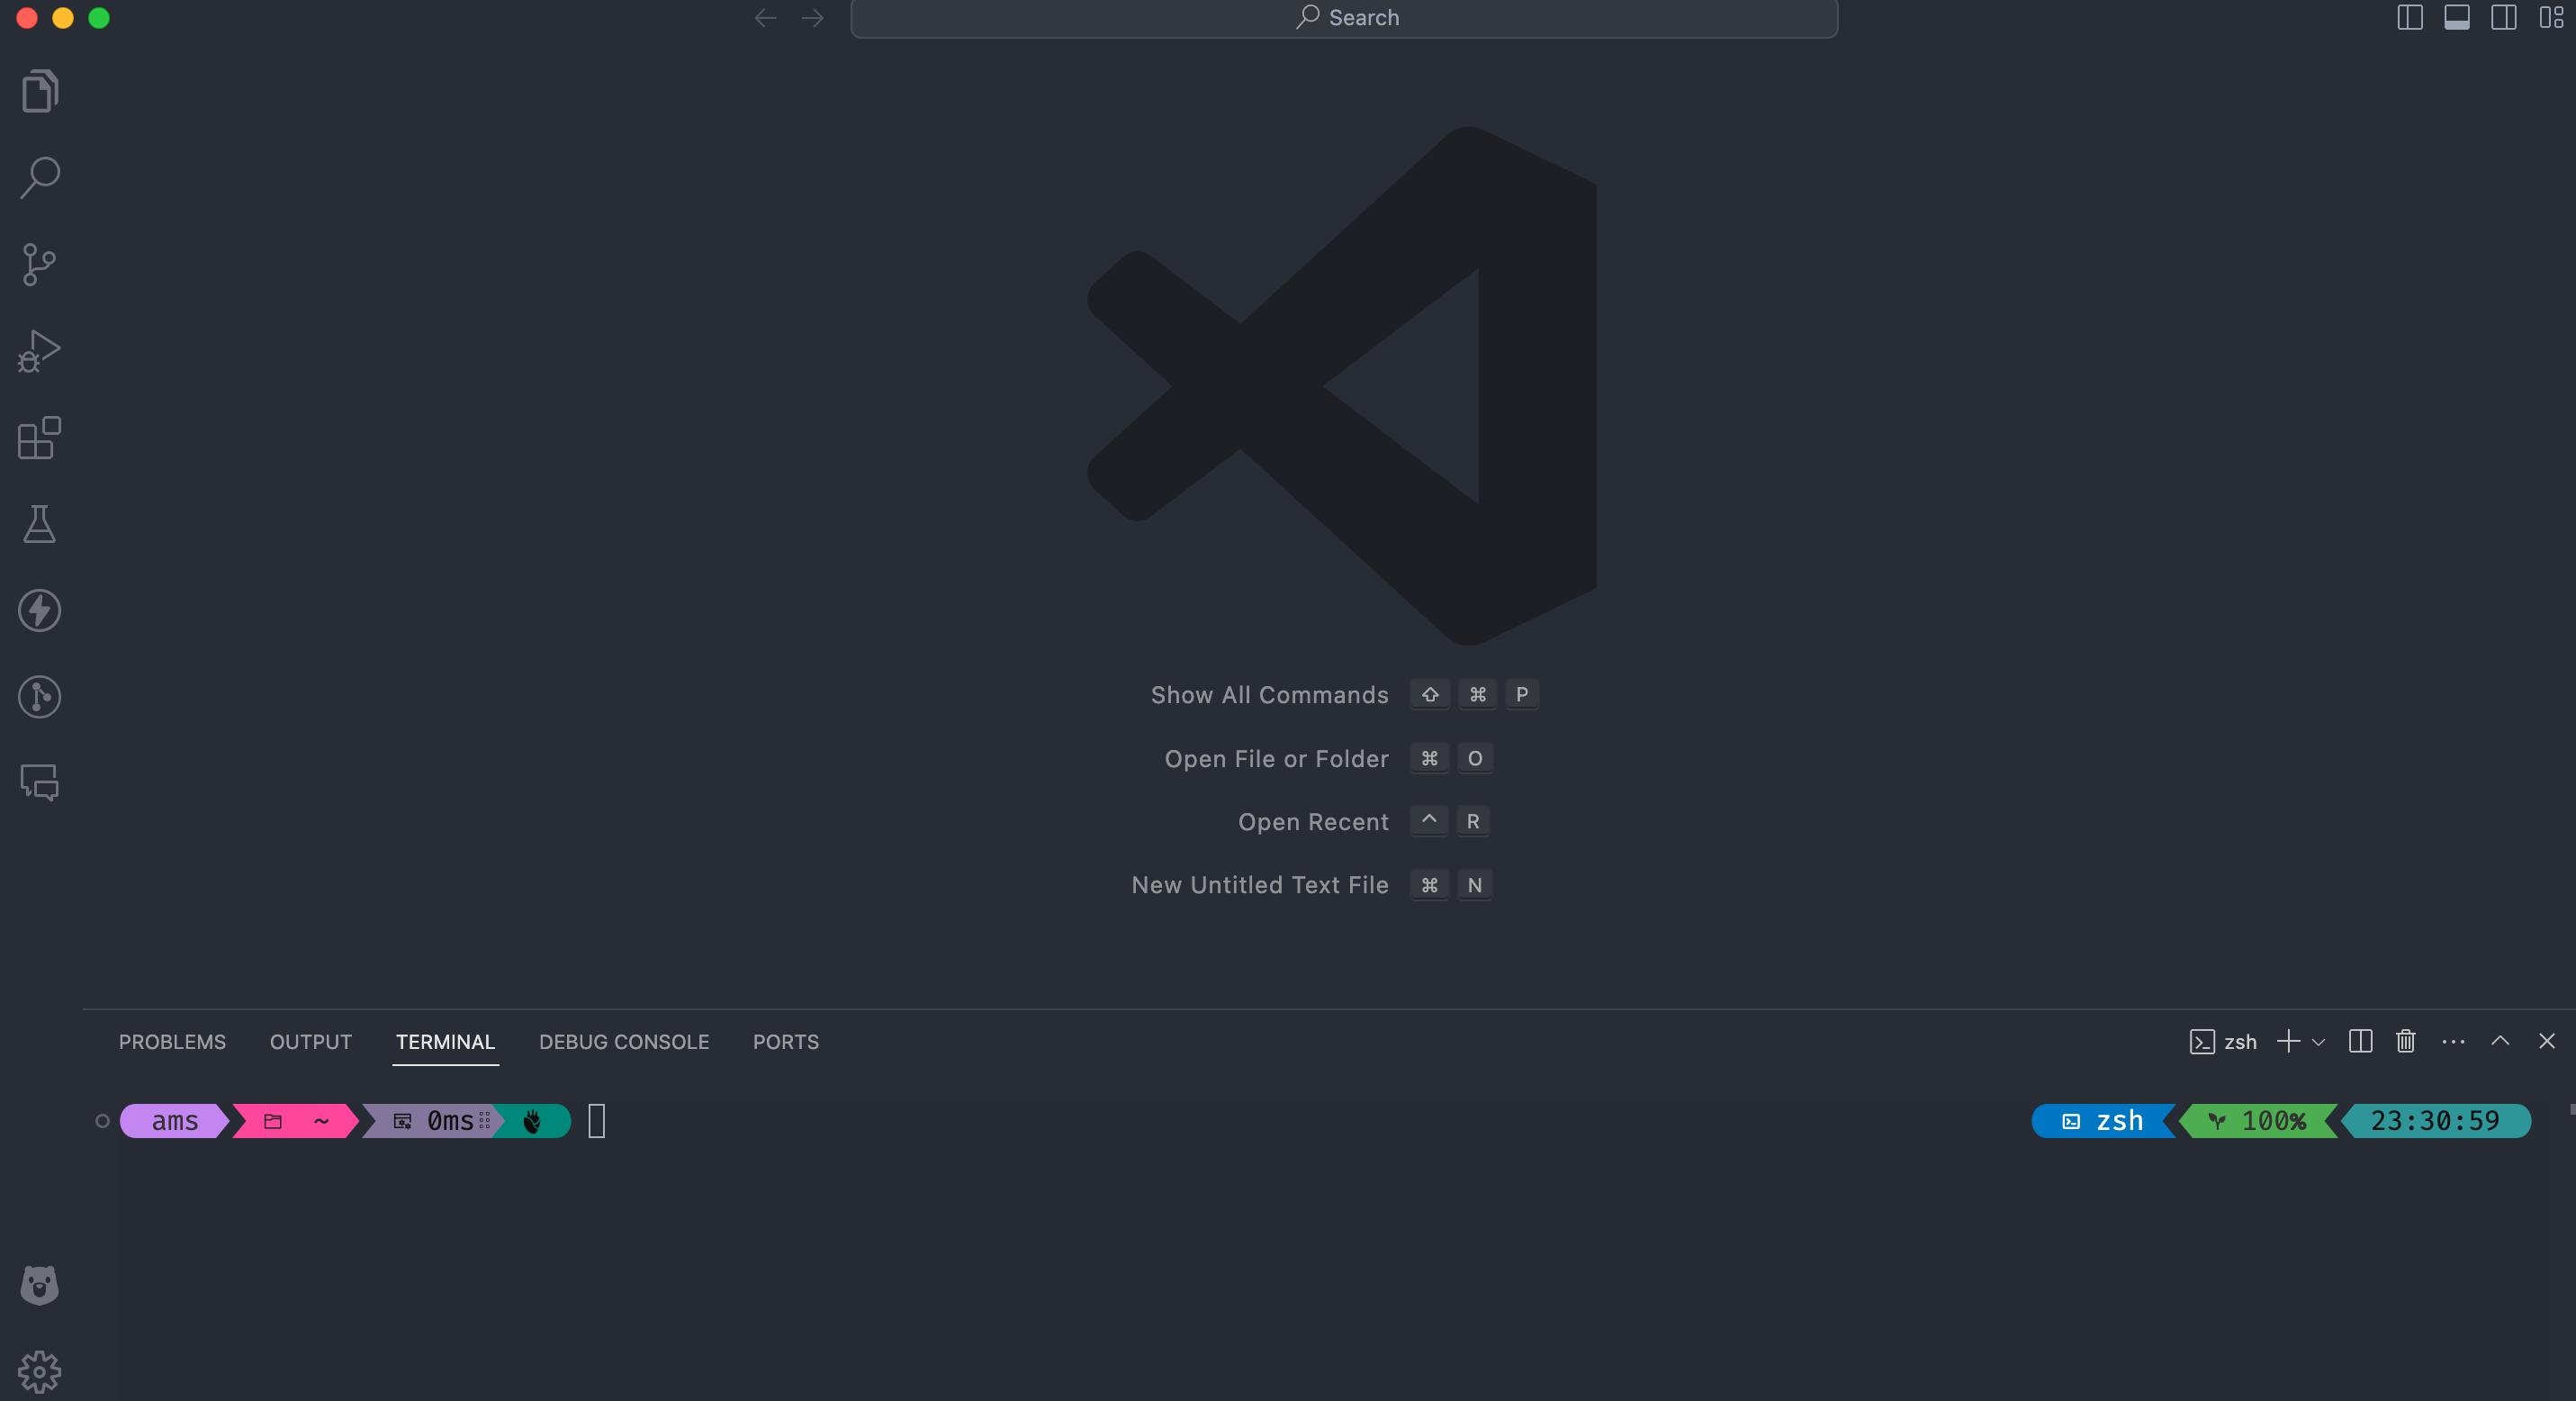 Search
Show All Commands ⇧ ⌘ P
Open File or Folder ⌘ O
Open Recent ^ R
New Untitled Text File ⌘ N
PROBLEMS OUTPUT TERMINAL DEBUG CONSOLE PORTS zsh
ams ~ 0ms zsh 100% 23:30:59